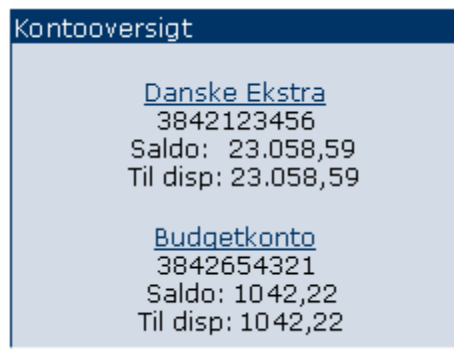 Kontooversigt
Danske Ekstra
3842123456
Saldo: 23.058,59
Til disp: 23.058,59
Budgetkonto
3842654321
Saldo: 1042,22
Til disp: 1042,22